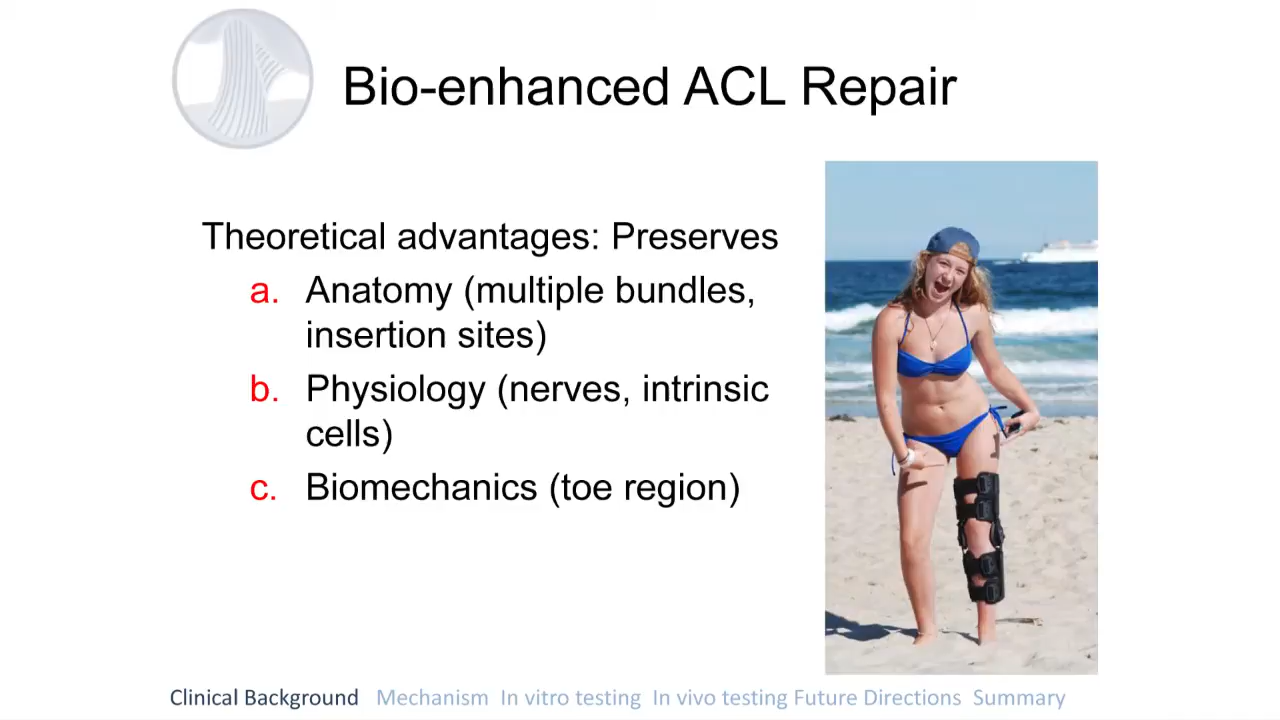 Bio-enhanced ACL Repair
Theoretical advantages: Preserves
a. Anatomy (multiple bundles,
insertion sites)
b. Physiology (nerves, intrinsic
cells)
c. Biomechanics (toe region)
Clinical Background Mechanism In vitro testing In vivo testing Future Directions Summary